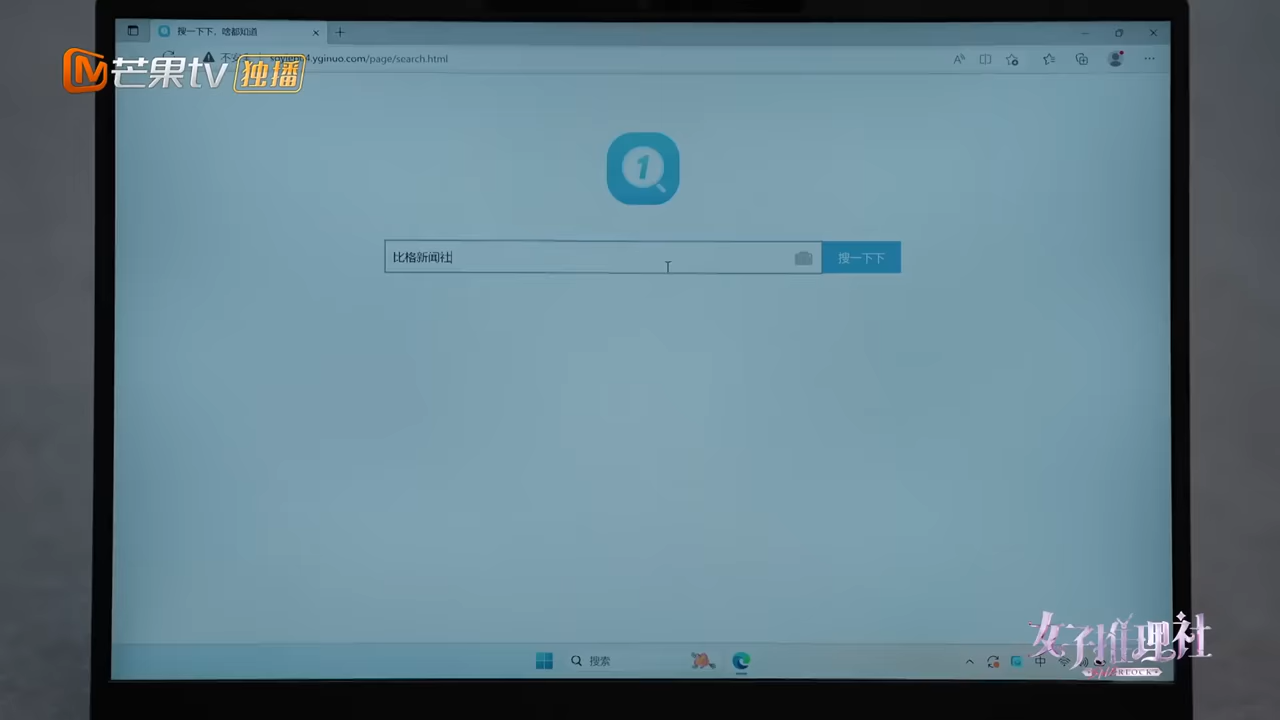 搜一下下，啥都知道
yginuo.com/page/search.html
芒果tv 独播
1
比格新闻社
搜一下下
搜索
中
女子推理社